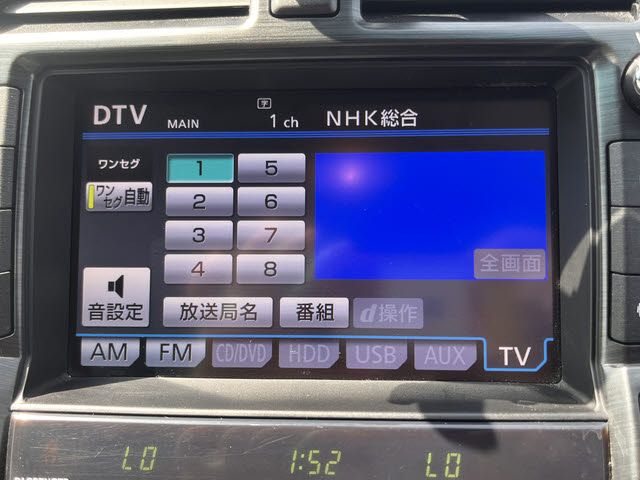 DTV MAIN 字 1 ch NHK総合
ワンセグ
ワンセグ自動
1 5
2 6
3 7
4 8
全画面
音設定 放送局名 番組 d操作
AM FM CD/DVD HDD USB AUX TV
LO 1:52 LO
PASSENGER